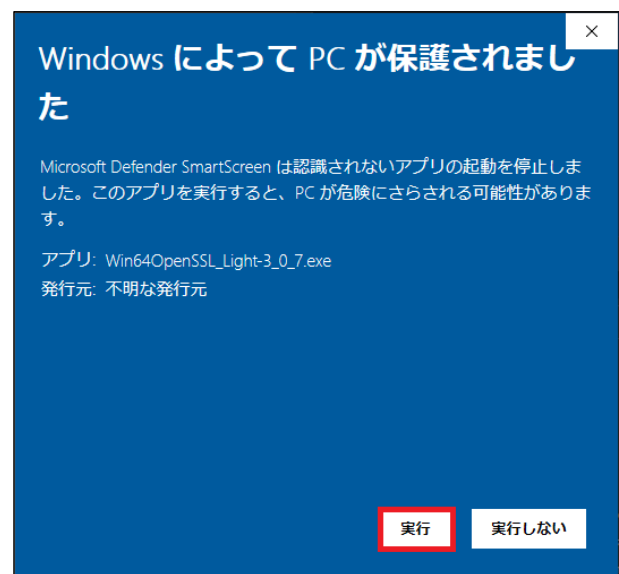 ×
Windows によって PC が保護されまし
た
Microsoft Defender SmartScreen は認識されないアプリの起動を停止しま
した。このアプリを実行すると、PC が危険にさらされる可能性がありま
す。
アプリ: Win64OpenSSL_Light-3_0_7.exe
発行元: 不明な発行元
実行 実行しない